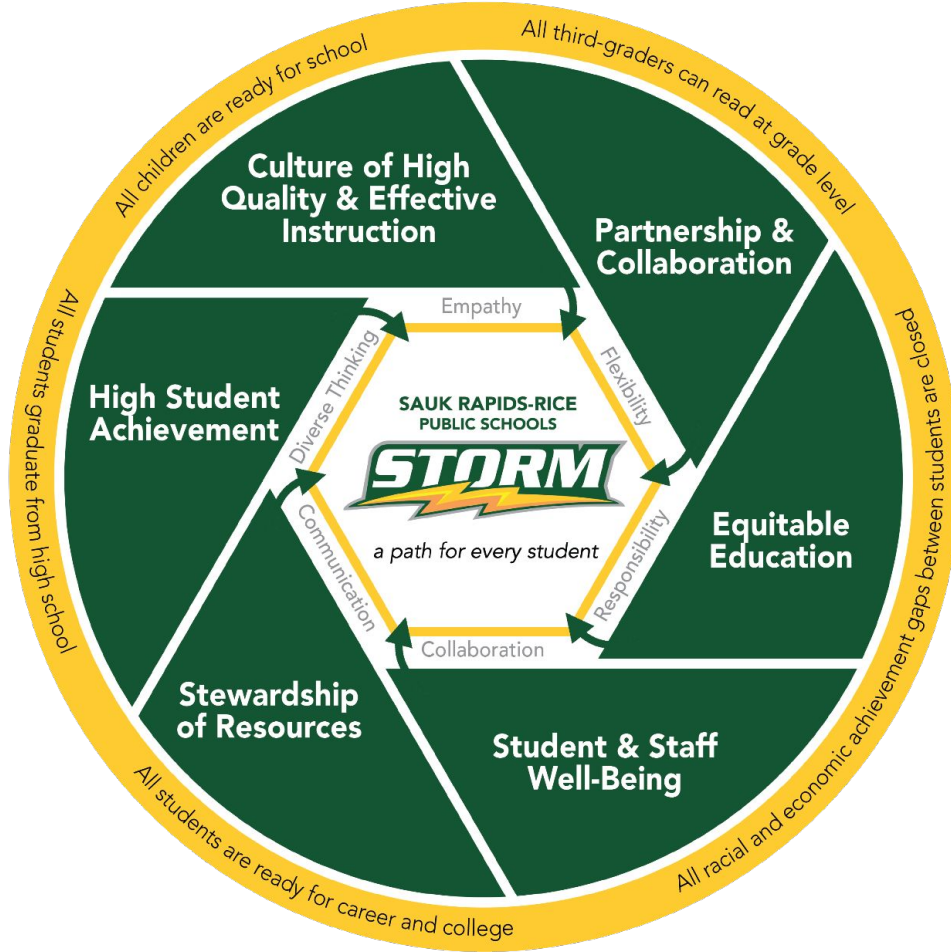 All children are ready for school
All third-graders can read at grade level
All racial and economic achievement gaps between students are closed
All students are ready for career and college
All students graduate from high school
Culture of High
Quality & Effective
Instruction
Partnership &
Collaboration
Equitable
Education
Student & Staff
Well-Being
Stewardship
of Resources
High Student
Achievement
Empathy
Flexibility
Responsibility
Collaboration
Communication
Diverse Thinking
SAUK RAPIDS-RICE
PUBLIC SCHOOLS
STORM
a path for every student